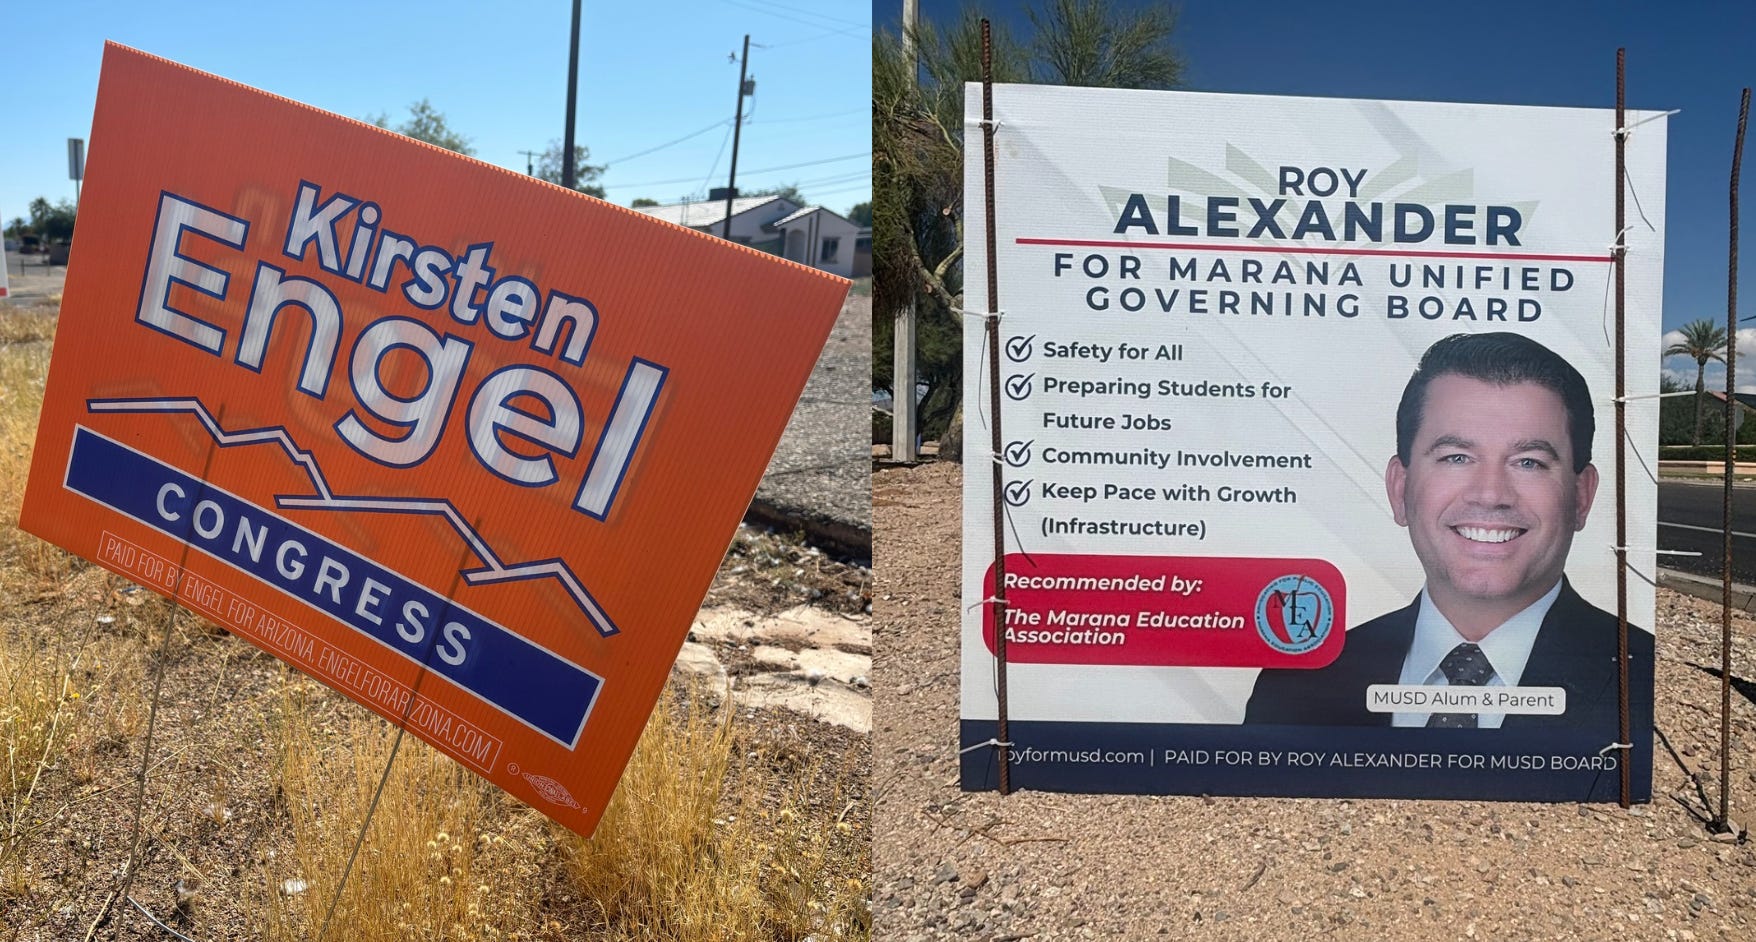 Kirsten
Engel
CONGRESS
PAID FOR BY ENGEL FOR ARIZONA, ENGELFORARIZONA.COM
ROY
ALEXANDER
FOR MARANA UNIFIED
GOVERNING BOARD
Safety for All
Preparing Students for
Future Jobs
Community Involvement
Keep Pace with Growth
(Infrastructure)
Recommended by:
The Marana Education
Association
MEA
MUSD Alum & Parent
royformusd.com | PAID FOR BY ROY ALEXANDER FOR MUSD BOARD